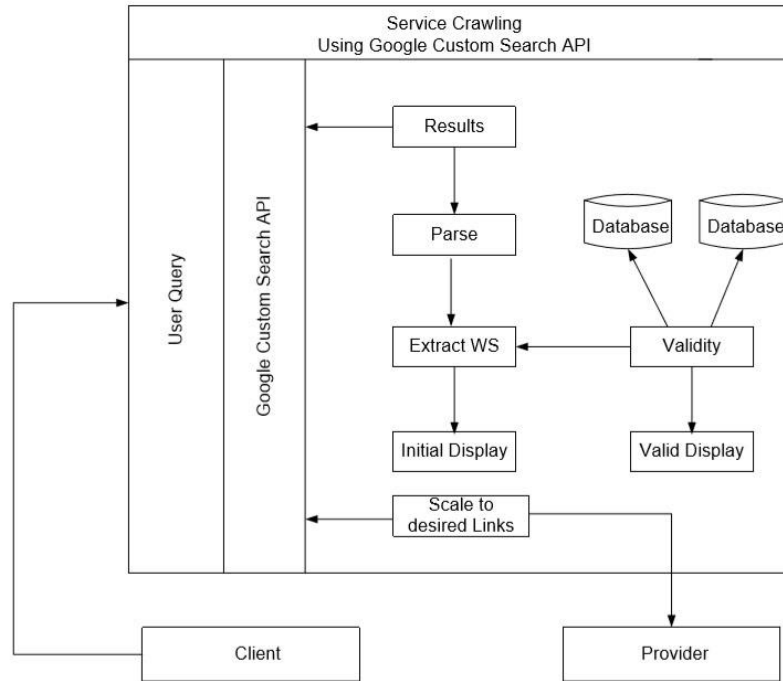 Service Crawling
Using Google Custom Search API
User Query
Google Custom Search API
Results
Parse
Database
Database
Extract WS
Validity
Initial Display
Valid Display
Scale to
desired Links
Client
Provider